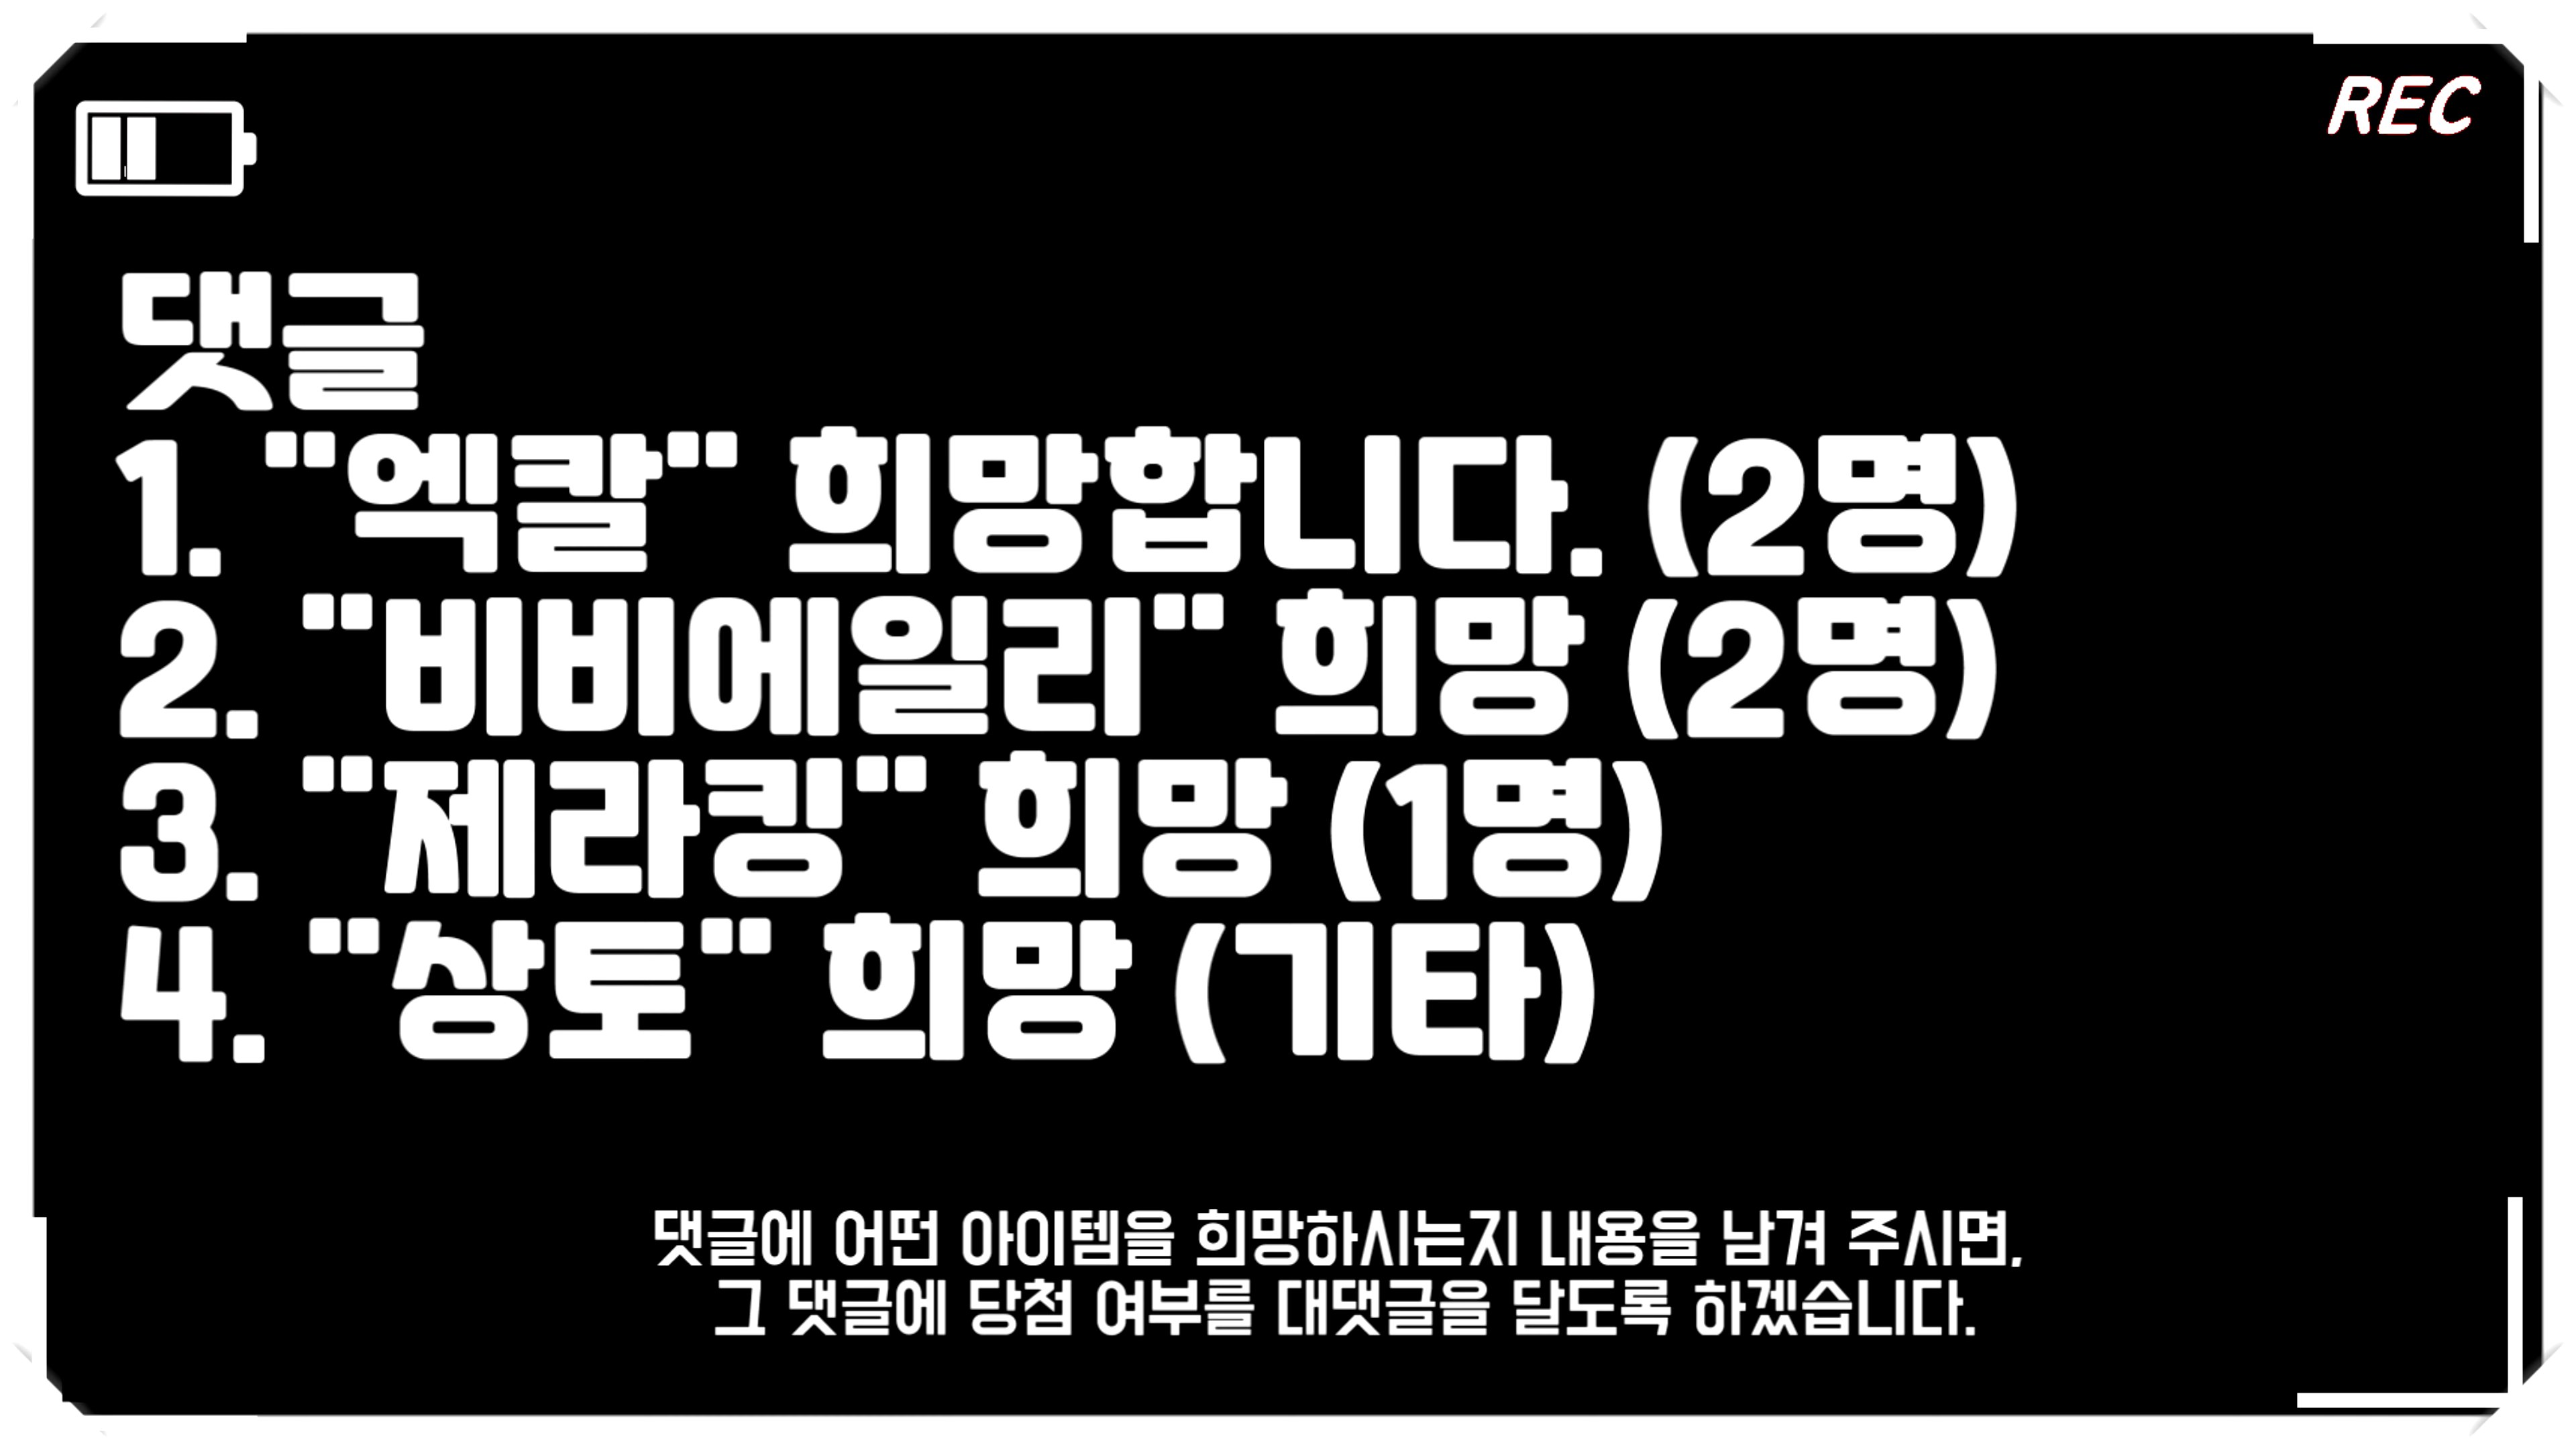 REC
댓글
1. "엑칼" 희망합니다. (2명)
2. "비비에일리" 희망 (2명)
3. "제라킹" 희망 (1명)
4. "상토" 희망 (기타)
댓글에 어떤 아이템을 희망하시는지 내용을 남겨 주시면,
그 댓글에 당첨 여부를 대댓글을 달도록 하겠습니다.